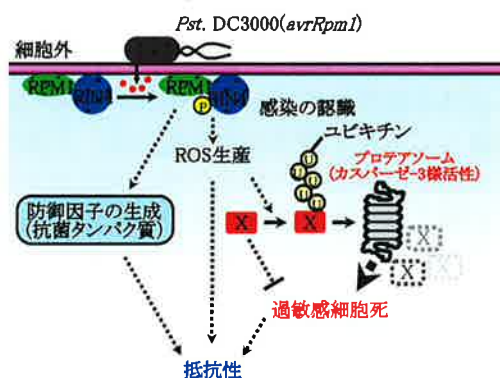 Pst. DC3000(avrRpm1)
細胞外
RPM1
RIN4
RPM1
P
RIN4
感染の認識
ユビキチン
ROS生産
プロテアソーム
(カスパーゼ-3様活性)
U
U
U
U
U
U
防御因子の生成
(抗菌タンパク質)
X
X
X
X
X
過敏感細胞死
抵抗性